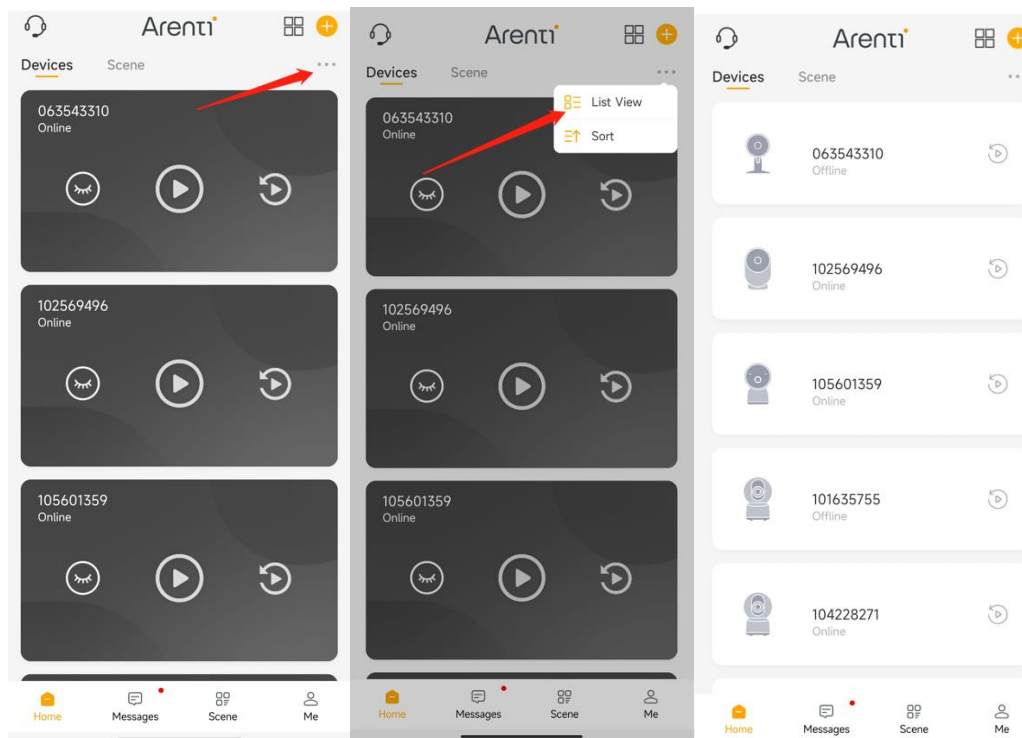 Arenti
Devices Scene
063543310
Online
102569496
Online
105601359
Online
Home Messages Scene Me
Arenti
Devices Scene
List View
Sort
063543310
Online
102569496
Online
105601359
Online
Home Messages Scene Me
Arenti
Devices Scene
063543310
Offline
102569496
Online
105601359
Online
101635755
Offline
104228271
Online
Home Messages Scene Me